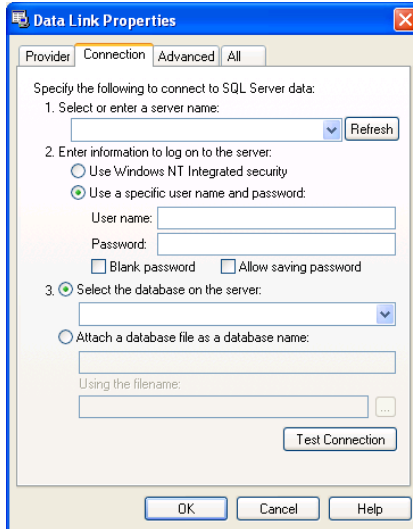 Data Link Properties
Provider Connection Advanced All
Specify the following to connect to SQL Server data:
1. Select or enter a server name:
Refresh
2. Enter information to log on to the server:
Use Windows NT Integrated security
Use a specific user name and password:
User name:
Password:
Blank password Allow saving password
3. Select the database on the server:
Attach a database file as a database name:
Using the filename:
...
Test Connection
OK Cancel Help